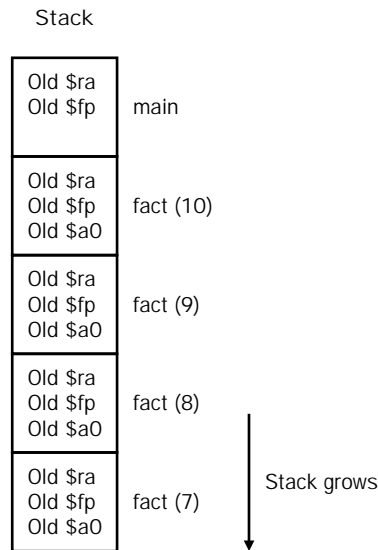 Stack
Old $ra
Old $fp
main
Old $ra
Old $fp
Old $a0
fact (10)
Old $ra
Old $fp
Old $a0
fact (9)
Old $ra
Old $fp
Old $a0
fact (8)
Old $ra
Old $fp
Old $a0
fact (7)
Stack grows